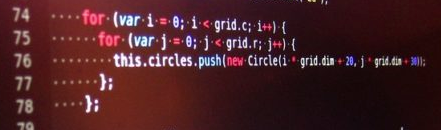 74 for (var i = 0; i < grid.c; i++) {
75 for (var j = 0; j < grid.r; j++) {
76 this.circles.push(new Circle(i * grid.dim + 20, j * grid.dim + 30));
77 };
78 };
79